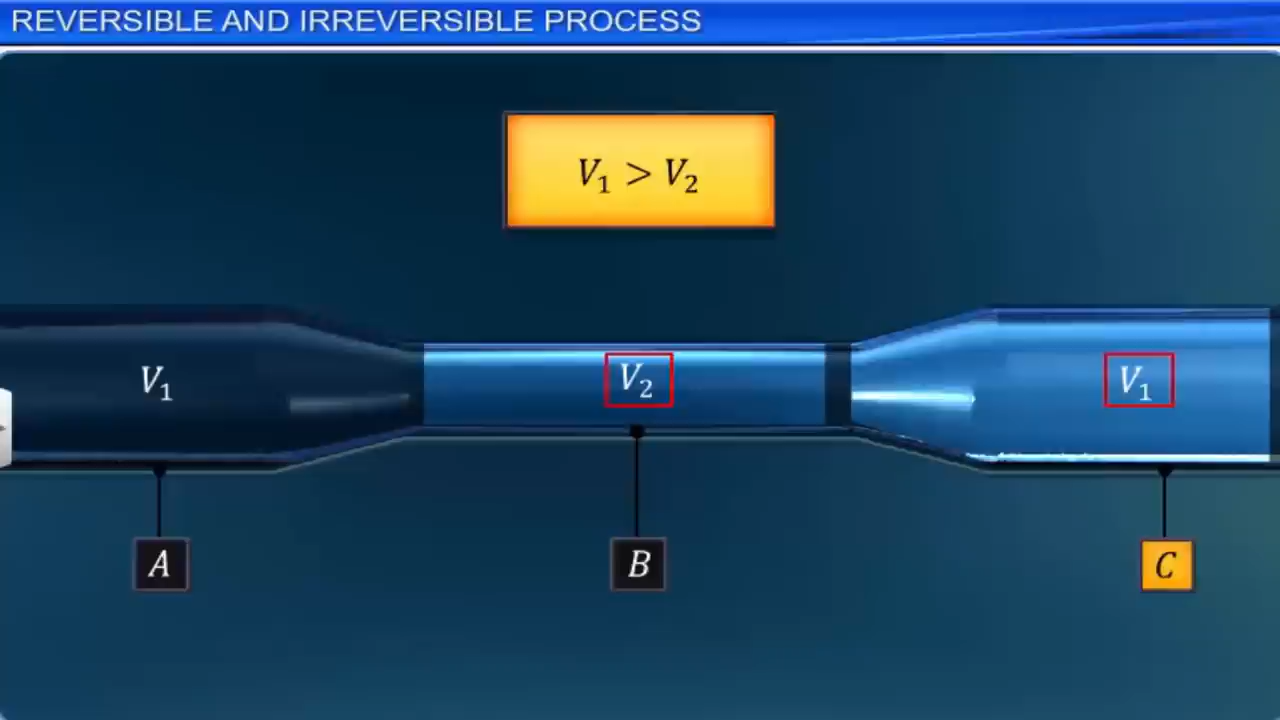 REVERSIBLE AND IRREVERSIBLE PROCESS
V₁ > V₂
V₁ V₂ V₁
A B C